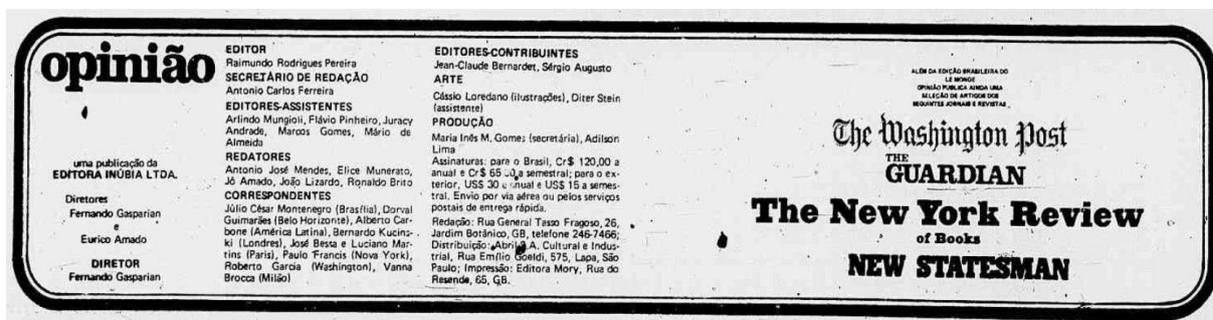 opinião
uma publicação da
EDITORA INÚBIA LTDA.
Diretores
Fernando Gasparian
e
Eurico Amado
DIRETOR
Fernando Gasparian
EDITOR
Raimundo Rodrigues Pereira
SECRETÁRIO DE REDAÇÃO
Antonio Carlos Ferreira
EDITORES-ASSISTENTES
Arlindo Mungioli, Flávio Pinheiro, Juracy
Andrade, Marcos Gomes, Mário de
Almeida
REDATORES
Antonio José Mendes, Elice Munerato,
Jô Amado, João Lizardo, Ronaldo Brito
CORRESPONDENTES
Júlio César Montenegro (Brasília), Dorval
Guimarães (Belo Horizonte), Alberto Car-
bone (América Latina), Bernardo Kucins-
ki (Londres), José Bessa e Luciano Mar-
tins (Paris), Paulo Francis (Nova York),
Roberto Garcia (Washington), Vanna
Brocca (Milão)
EDITORES-CONTRIBUINTES
Jean-Claude Bernardet, Sérgio Augusto
ARTE
Cássio Loredano (ilustrações), Diter Stein
(assistente)
PRODUÇÃO
Maria Inês M. Gomes (secretária), Adilson
Lima
Assinaturas: para o Brasil, Cr$ 120,00 a
anual e Cr$ 65 a semestral; para o ex-
terior, US$ 30 a anual e US$ 15 a semes-
tral. Envio por via aérea ou pelos serviços
postais de entrega rápida.
Redação: Rua General Tasso Fragoso, 26,
Jardim Botânico, GB, telefone 246-7466;
Distribuição: Abril S.A. Cultural e Indus-
trial, Rua Emílio Goeldi, 575, Lapa, São
Paulo; Impressão: Editora Mory, Rua do
Resende, 65, GB.
ALÉM DA EDIÇÃO BRASILEIRA DO
LE MONDE
OPINIÃO PUBLICA AINDA UMA
SELEÇÃO DE ARTIGOS DOS
SEGUINTES JORNAIS E REVISTAS
The Washington Post
THE
GUARDIAN
The New York Review
of Books
NEW STATESMAN